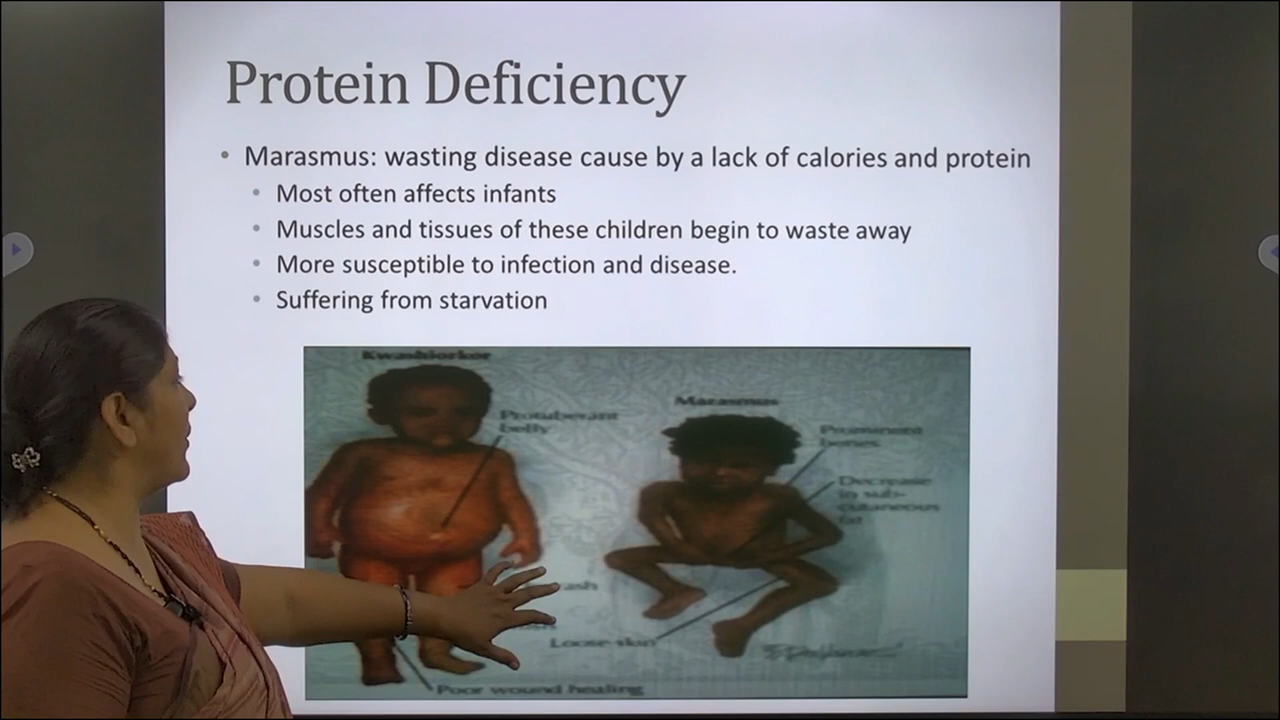 Protein Deficiency
• Marasmus: wasting disease cause by a lack of calories and protein
• Most often affects infants
• Muscles and tissues of these children begin to waste away
• More susceptible to infection and disease.
• Suffering from starvation
Kwashiorkor
Protuberant
belly
Marasmus
Prominent
bones
Decrease
in sub-
cutaneous
fat
Loose skin
Poor wound healing